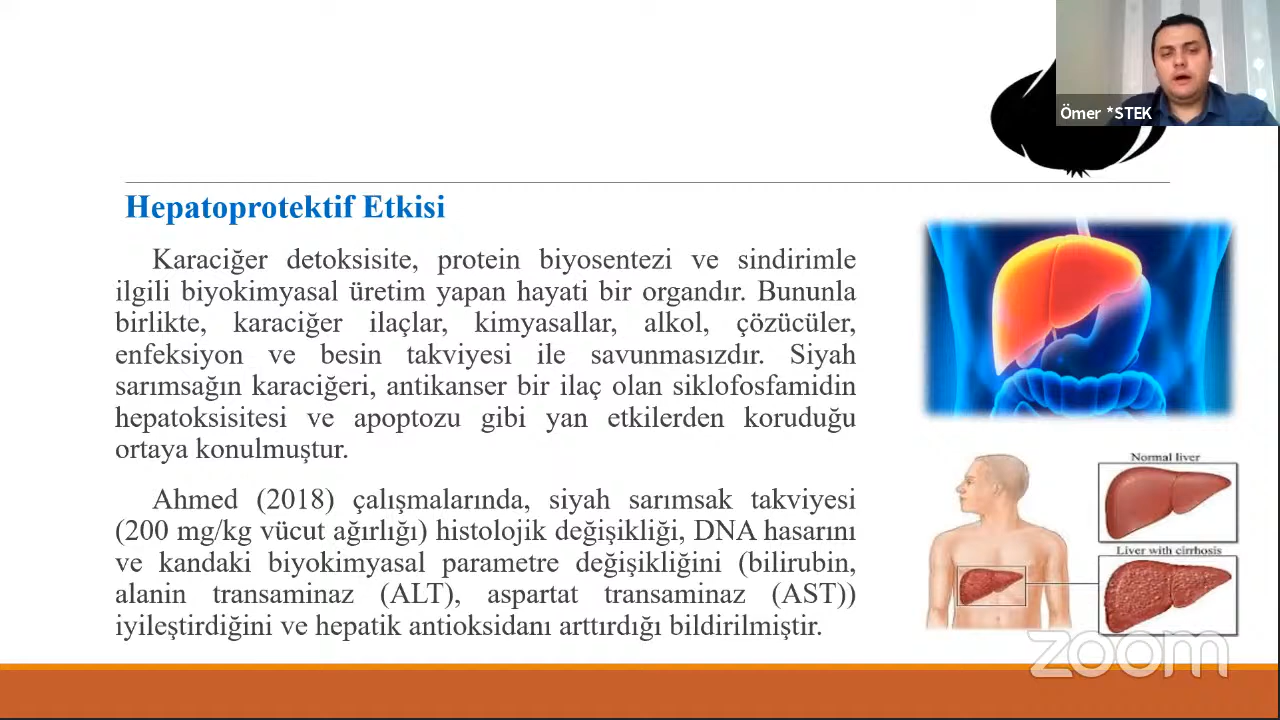 Ömer *STEK
Hepatoprotektif Etkisi
Karaciğer detoksisite, protein biyosentezi ve sindirimle
ilgili biyokimyasal üretim yapan hayati bir organdır. Bununla
birlikte, karaciğer ilaçlar, kimyasallar, alkol, çözücüler,
enfeksiyon ve besin takviyesi ile savunmasızdır. Siyah
sarımsağın karaciğeri, antikanser bir ilaç olan siklofosfamidin
hepatoksisitesi ve apoptozu gibi yan etkilerden koruduğu
ortaya konulmuştur.
Ahmed (2018) çalışmalarında, siyah sarımsak takviyesi
(200 mg/kg vücut ağırlığı) histolojik değişikliği, DNA hasarını
ve kandaki biyokimyasal parametre değişikliğini (bilirubin,
alanin transaminaz (ALT), aspartat transaminaz (AST))
iyileştirdiğini ve hepatik antioksidanı arttırdığı bildirilmiştir.
Normal liver
Liver with cirrhosis
zoom